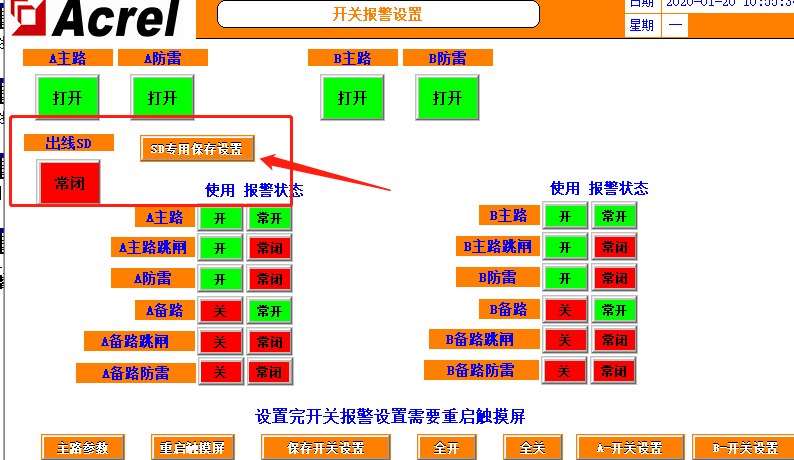 Acrel
开关报警设置
日期 2020-01-20 10:55:34
星期 一
A主路 A防雷 B主路 B防雷
打开 打开 打开 打开
出线SD SD专用保存设置
常闭
使用 报警状态 使用 报警状态
A主路 开 常开 B主路 开 常开
A主路跳闸 开 常闭 B主路跳闸 开 常闭
A防雷 开 常闭 B防雷 开 常闭
A备路 关 常开 B备路 关 常开
A备路跳闸 关 常闭 B备路跳闸 关 常闭
A备路防雷 关 常闭 B备路防雷 关 常闭
设置完开关报警设置需要重启触摸屏
主路参数 重启触摸屏 保存开关设置 全开 全关 A-开关设置 B-开关设置